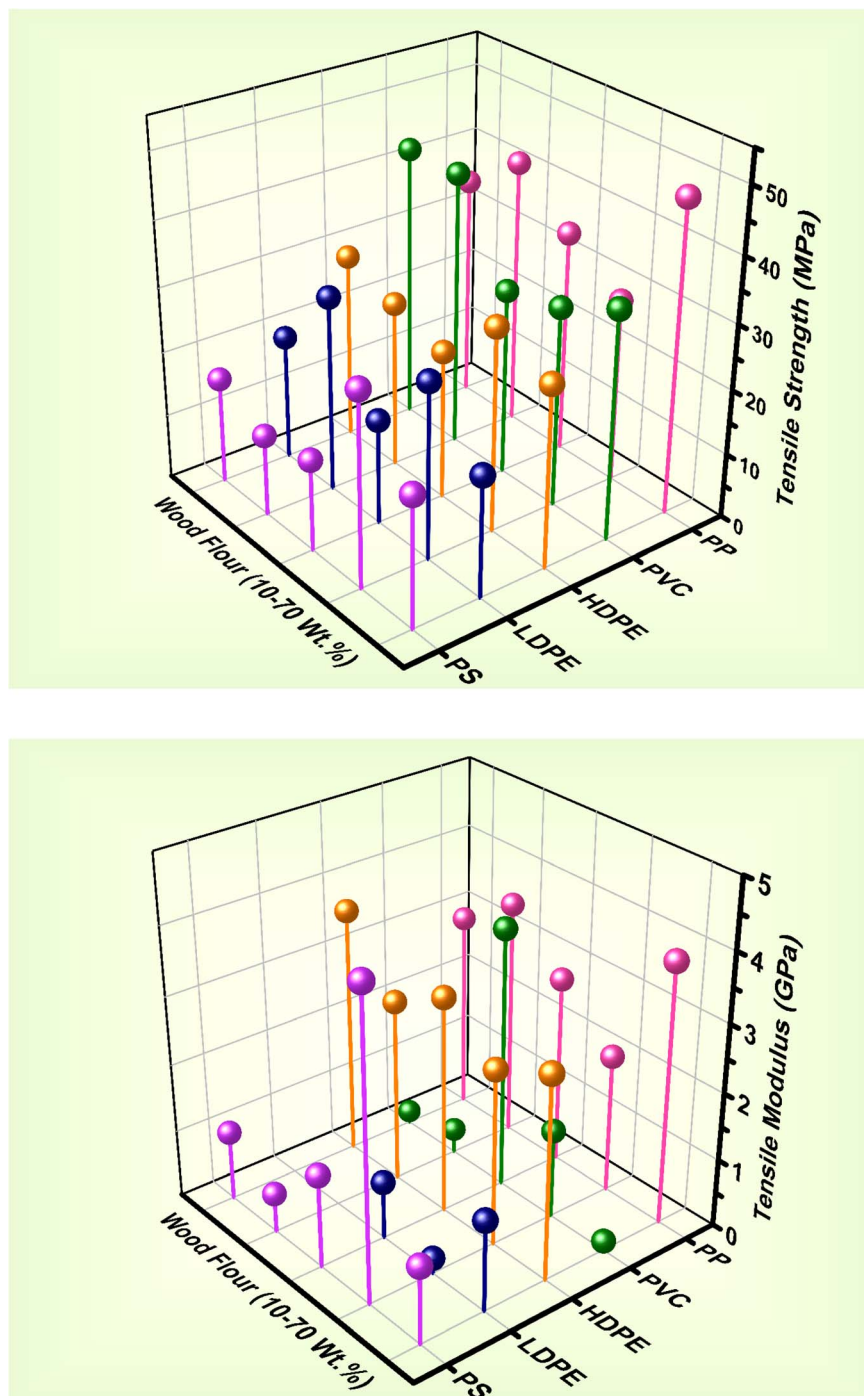 50
40
30
20
10
0
Tensile Strength (MPa)
PP
PVC
HDPE
LDPE
PS
Wood Flour (10-70 Wt.%)
5
4
3
2
1
0
Tensile Modulus (GPa)
PP
PVC
HDPE
LDPE
PS
Wood Flour (10-70 Wt.%)